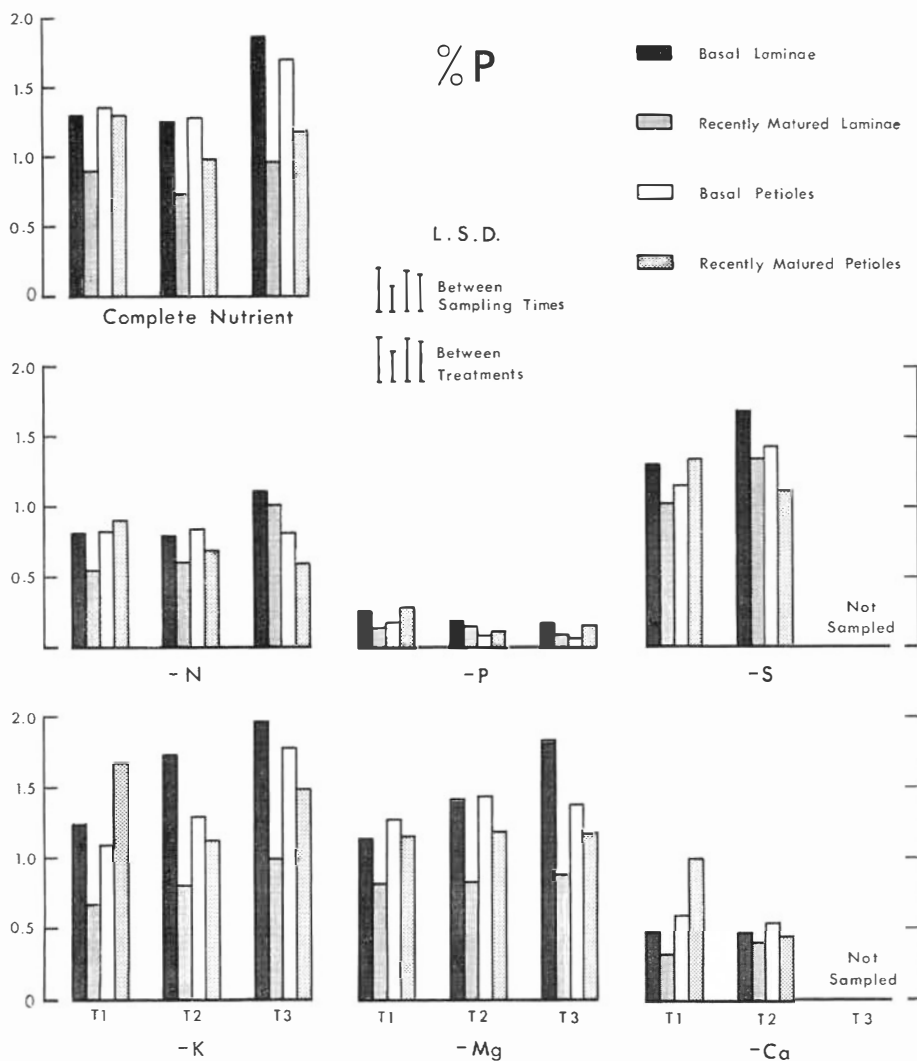 2.0
1.5
1.0
0.5
0
Complete Nutrient
%P
L.S.D.
Between
Sampling Times
Between
Treatments
Basal Laminae
Recently Matured Laminae
Basal Petioles
Recently Matured Petioles
2.0
1.5
1.0
0.5
-N
-P
Not
Sampled
-S
2.0
1.5
1.0
0.5
0
T1 T2 T3
-K
T1 T2 T3
-Mg
Not
Sampled
T1 T2 T3
-Ca